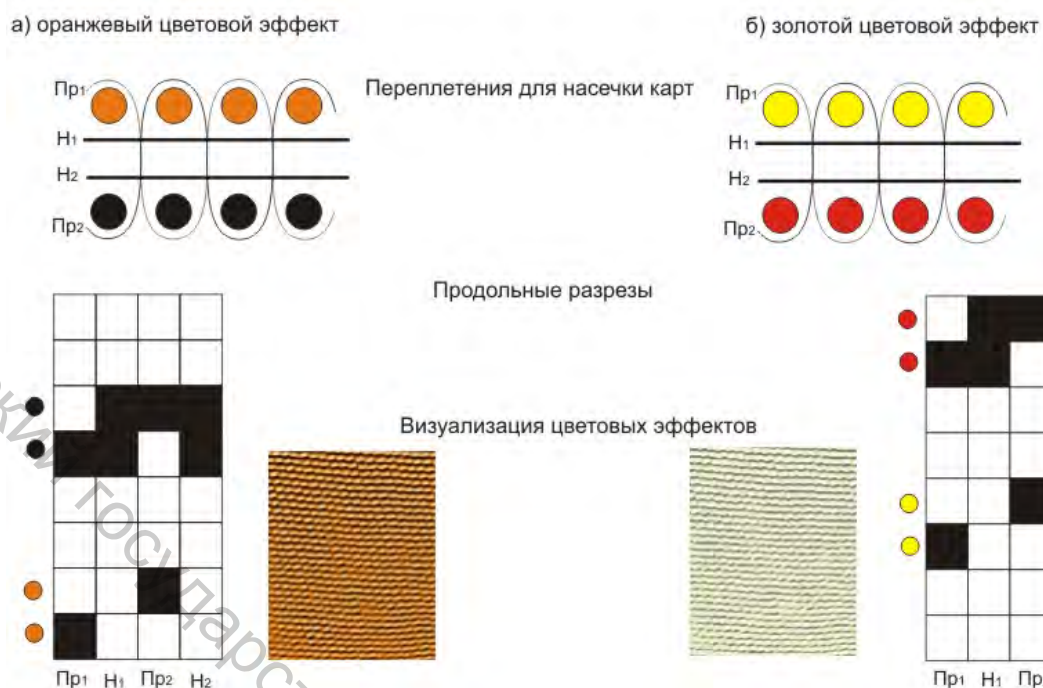 а) оранжевый цветовой эффект
б) золотой цветовой эффект
Переплетения для насечки карт
Пр1
Н1
Н2
Пр2
Пр1
Н1
Н2
Пр2
Продольные разрезы
Визуализация цветовых эффектов
Пр1 Н1 Пр2 Н2
Пр1 Н1